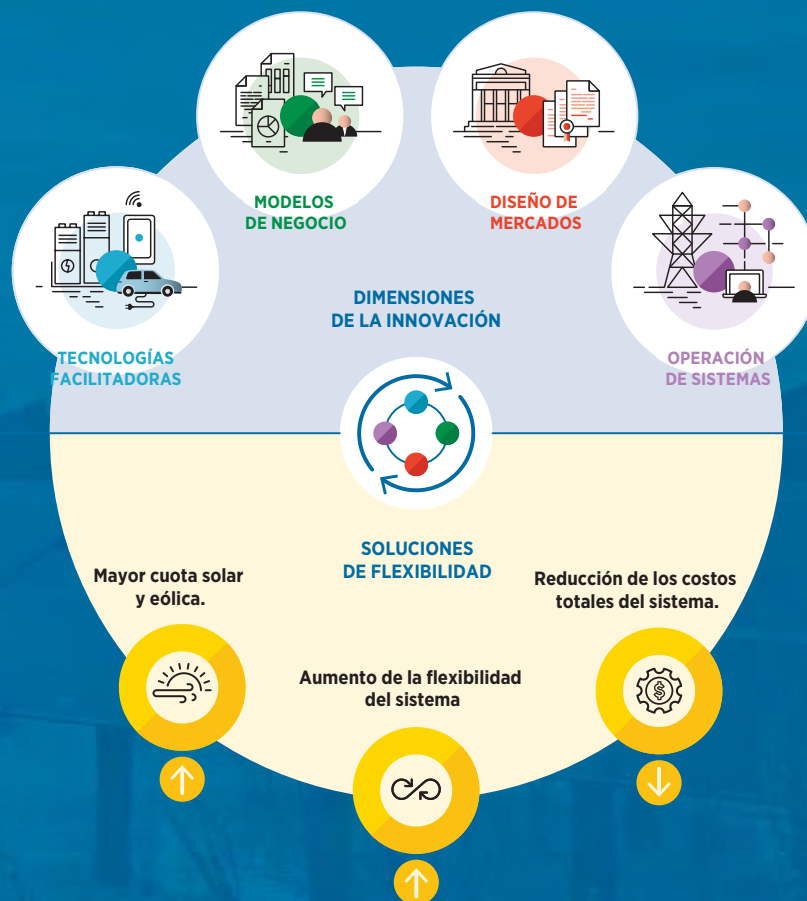 MODELOS
DE NEGOCIO
DISEÑO DE
MERCADOS
TECNOLOGÍAS
FACILITADORAS
DIMENSIONES
DE LA INNOVACIÓN
OPERACIÓN
DE SISTEMAS
SOLUCIONES
DE FLEXIBILIDAD
Mayor cuota solar
y eólica.
Aumento de la flexibilidad
del sistema
Reducción de los costos
totales del sistema.
$